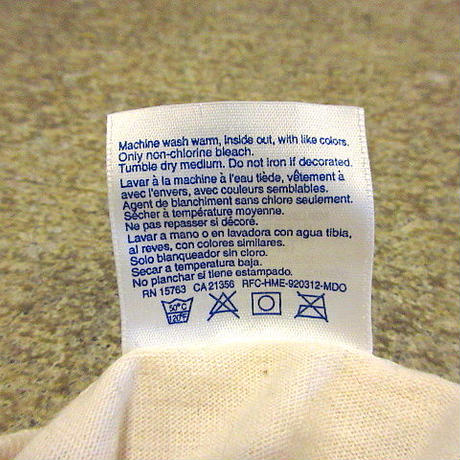 Machine wash warm, inside out, with like colors.
Only non-chlorine bleach.
Tumble dry medium. Do not iron if decorated.
Lavar à la machine à l'eau tiède, vêtement à
avec l'envers, avec couleurs semblables.
Agent de blanchiment sans chlore seulement.
Sécher à température moyenne.
Ne pas repasser si décoré.
Lavar a mano o en lavadora con agua tibia,
al reves, con colores similares.
Solo blanqueador sin cloro.
Secar a temperatura baja.
No planchar si tiene estampado.
RN 15763 CA 21356 RFC-HME-920312-MDO
50°C
120°F